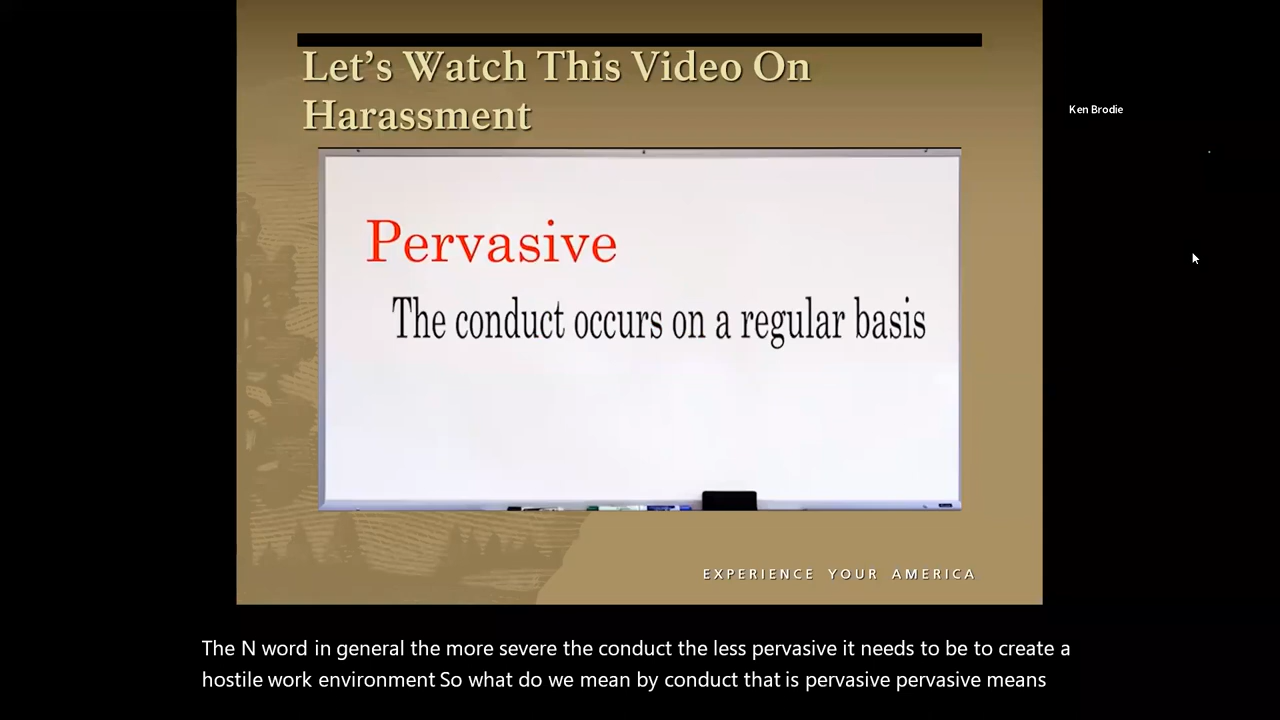 Let's Watch This Video On
Harassment
Ken Brodie
Pervasive
The conduct occurs on a regular basis
EXPERIENCE YOUR AMERICA
The N word in general the more severe the conduct the less pervasive it needs to be to create a
hostile work environment So what do we mean by conduct that is pervasive pervasive means